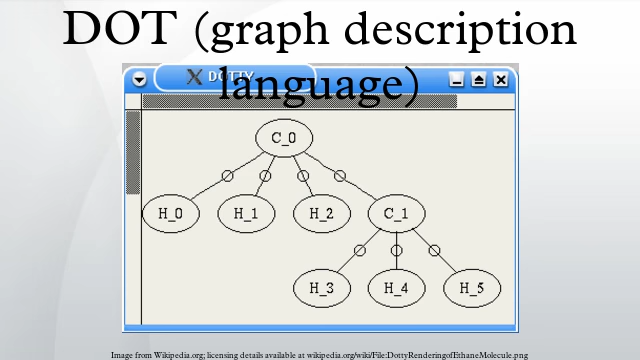 DOT (graph description
language)
DOTTY
C_0
H_0 H_1 H_2 C_1
H_3 H_4 H_5
Image from Wikipedia.org; licensing details available at wikipedia.org/wiki/File:DottyRenderingofEthaneMolecule.png